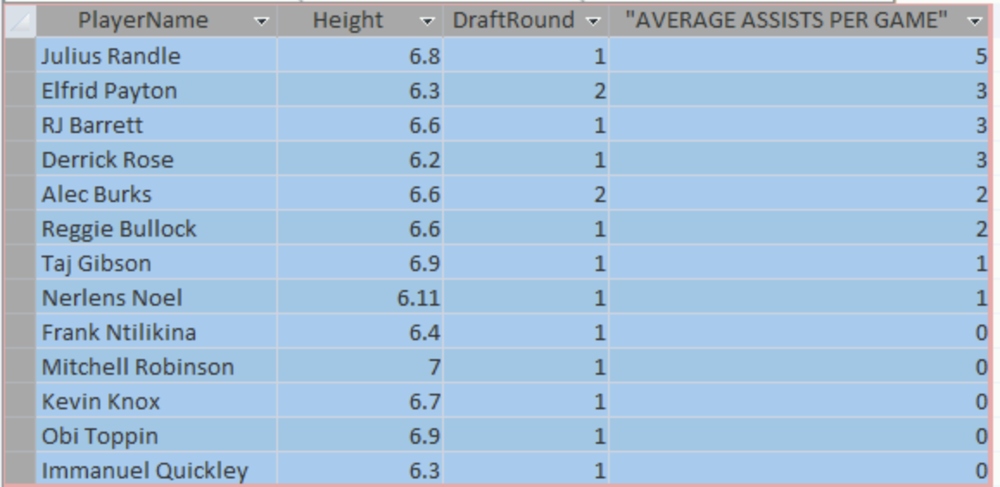 PlayerName Height DraftRound "AVERAGE ASSISTS PER GAME"
Julius Randle 6.8 1 5
Elfrid Payton 6.3 2 3
RJ Barrett 6.6 1 3
Derrick Rose 6.2 1 3
Alec Burks 6.6 2 2
Reggie Bullock 6.6 1 2
Taj Gibson 6.9 1 1
Nerlens Noel 6.11 1 1
Frank Ntilikina 6.4 1 0
Mitchell Robinson 7 1 0
Kevin Knox 6.7 1 0
Obi Toppin 6.9 1 0
Immanuel Quickley 6.3 1 0